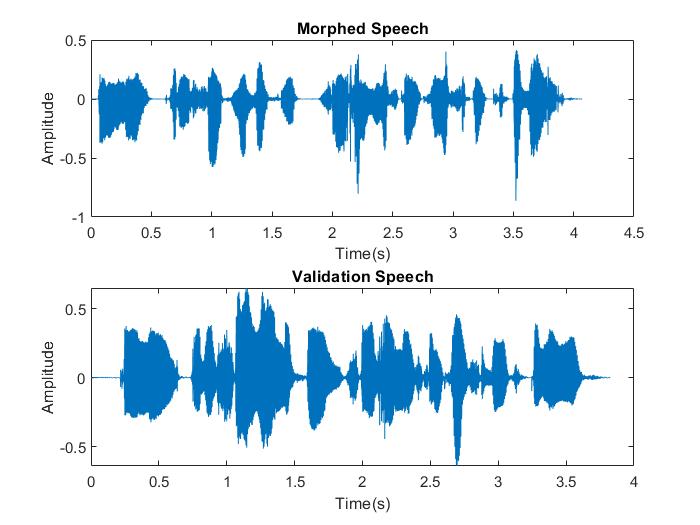 Morphed Speech
0.5
0
-0.5
-1
Amplitude
0 0.5 1 1.5 2 2.5 3 3.5 4 4.5
Time(s)
Validation Speech
0.5
0
-0.5
Amplitude
0 0.5 1 1.5 2 2.5 3 3.5 4
Time(s)